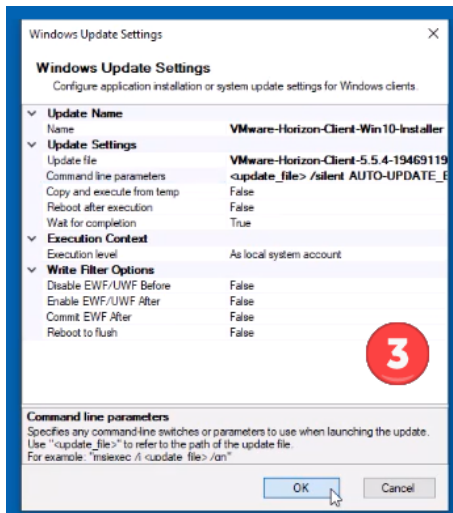 Windows Update Settings
Windows Update Settings
Configure application installation or system update settings for Windows clients.
Update Name
Name VMware-Horizon-Client-Win10-Installer
Update Settings
Update file VMware-Horizon-Client-5.5.4-19469119
Command line parameters <update_file> /silent AUTO-UPDATE_E
Copy and execute from temp False
Reboot after execution False
Wait for completion True
Execution Context
Execution level As local system account
Write Filter Options
Disable EWF/UWF Before False
Enable EWF/UWF After False
Commit EWF After False
Reboot to flush False
3
Command line parameters
Specifies any command-line switches or parameters to use when launching the update.
Use "<update_file>" to refer to the path of the update file.
For example: "msiexec /i <update_file> /qn"
OK Cancel